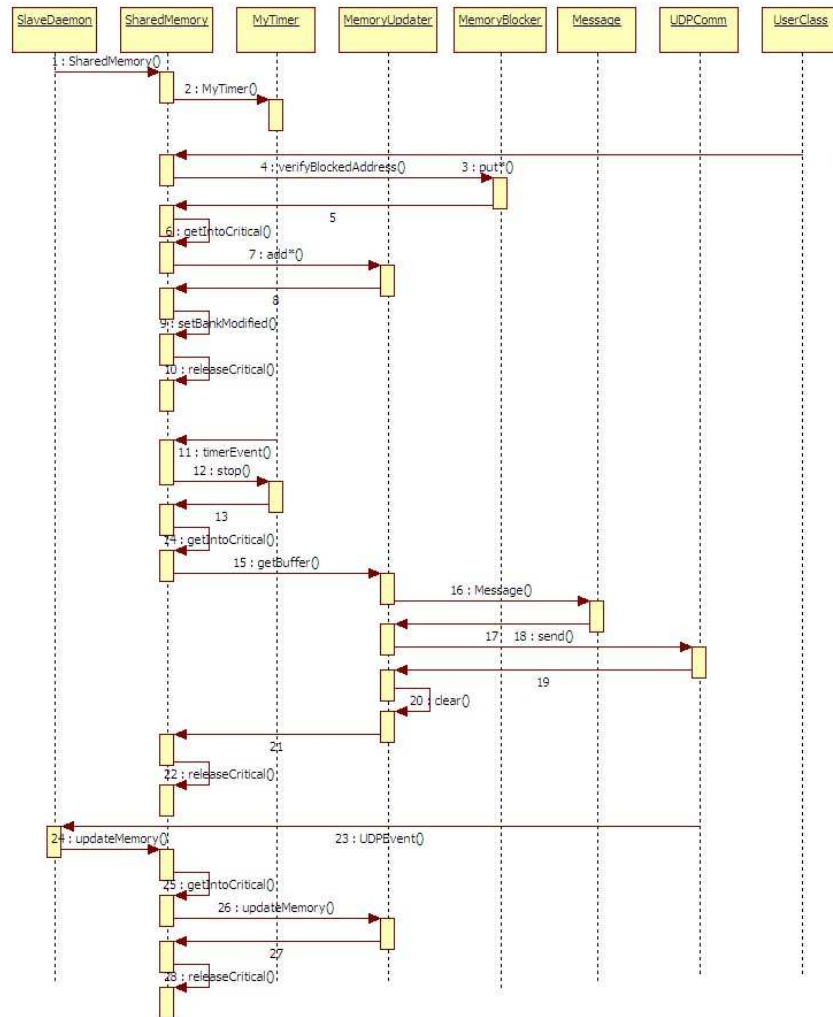 SlaveDaemon SharedMemory MyTimer MemoryUpdater MemoryBlocker Message UDPComm UserClass
1 : SharedMemory()
2 : MyTimer()
4 : verifyBlockedAddress() 3 : put*()
5
6 : getIntoCritical()
7 : add*()
8
9 : setBankModified()
10 : releaseCritical()
11 : timerEvent()
12 : stop()
13
14 : getIntoCritical()
15 : getBuffer()
16 : Message()
17 18 : send()
19
20 : clear()
21
22 : releaseCritical()
24 : updateMemory() 23 : UDPEvent()
25 : getIntoCritical()
26 : updateMemory()
27
28 : releaseCritical()